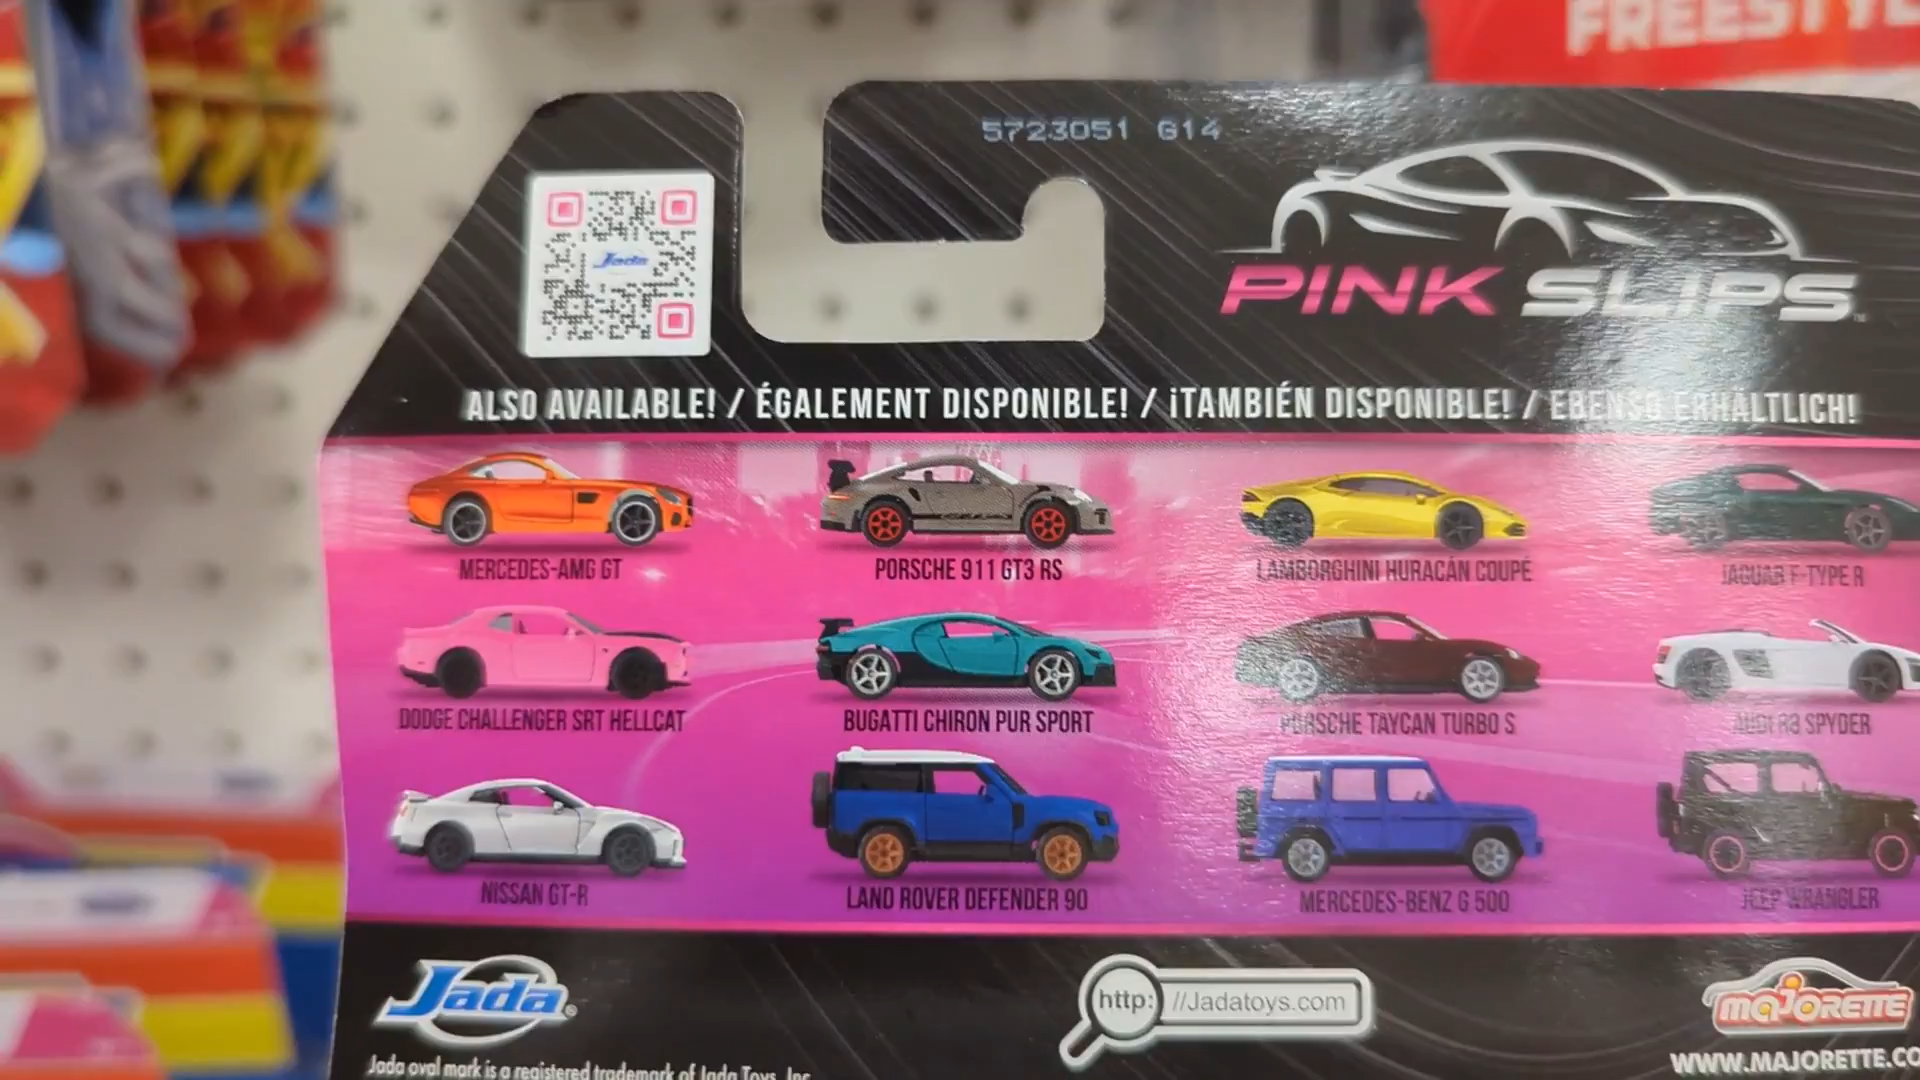 FREESTYLE
5723051 G14
Jada
PINK SLIPS
ALSO AVAILABLE! / ÉGALEMENT DISPONIBLE! / ¡TAMBIÉN DISPONIBLE! / EBENSO ERHÄLTLICH!
MERCEDES-AMG GT
PORSCHE 911 GT3 RS
LAMBORGHINI HURACÁN COUPÉ
JAGUAR F-TYPE R
DODGE CHALLENGER SRT HELLCAT
BUGATTI CHIRON PUR SPORT
PORSCHE TAYCAN TURBO S
AUDI R8 SPYDER
NISSAN GT-R
LAND ROVER DEFENDER 90
MERCEDES-BENZ G 500
JEEP WRANGLER
Jada®
http: //Jadatoys.com
majorette
WWW.MAJORETTE.CO
Jada oval mark is a registered trademark of Jada Toys, Inc.